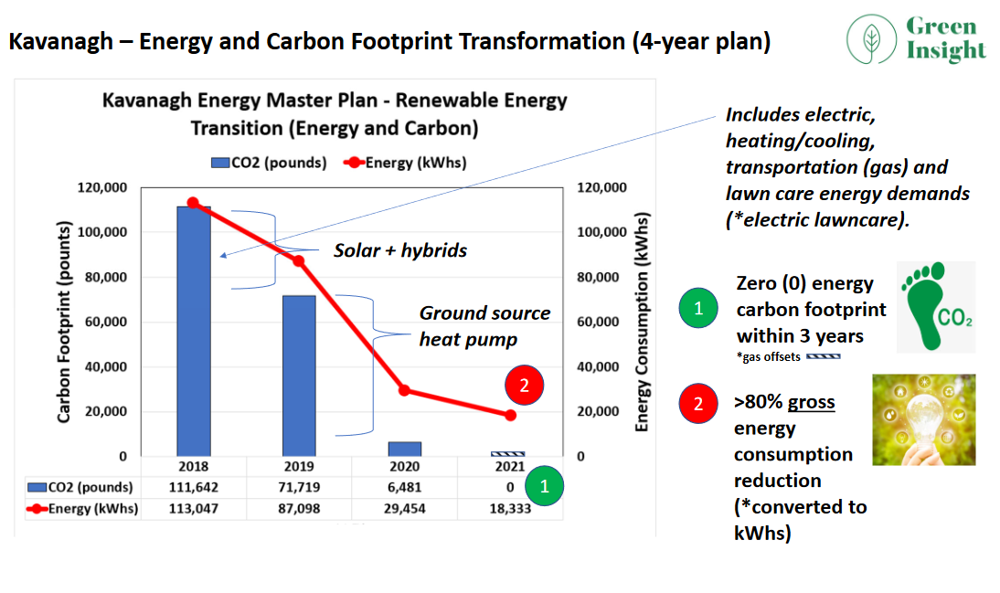 Kavanagh – Energy and Carbon Footprint Transformation (4-year plan)
Green
Insight
Kavanagh Energy Master Plan - Renewable Energy
Transition (Energy and Carbon)
CO2 (pounds)
Energy (kWhs)
Includes electric,
heating/cooling,
transportation (gas) and
lawn care energy demands
(*electric lawncare).
Carbon Footprint (pounts)
120,000
100,000
80,000
60,000
40,000
20,000
0
Solar + hybrids
Ground source
heat pump
2
120,000
100,000
80,000
60,000
40,000
20,000
0
Energy Consumption (kWhs)
2018 2019 2020 2021
CO2 (pounds) 111,642 71,719 6,481 0
1
Energy (kWhs) 113,047 87,098 29,454 18,333
1
Zero (0) energy
carbon footprint
within 3 years
*gas offsets
CO2
2
>80% gross
energy
consumption
reduction
(*converted to
kWhs)